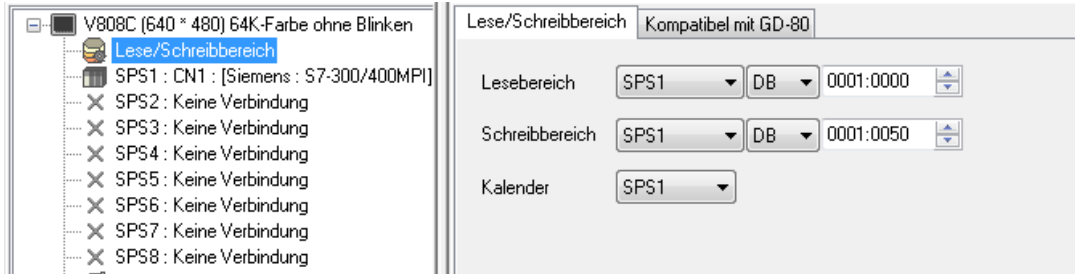 V808C (640 * 480) 64K-Farbe ohne Blinken
Lese/Schreibbereich
SPS1 : CN1 : [Siemens : S7-300/400MPI]
SPS2 : Keine Verbindung
SPS3 : Keine Verbindung
SPS4 : Keine Verbindung
SPS5 : Keine Verbindung
SPS6 : Keine Verbindung
SPS7 : Keine Verbindung
SPS8 : Keine Verbindung
Lese/Schreibbereich Kompatibel mit GD-80
Lesebereich SPS1 DB 0001:0000
Schreibbereich SPS1 DB 0001:0050
Kalender SPS1